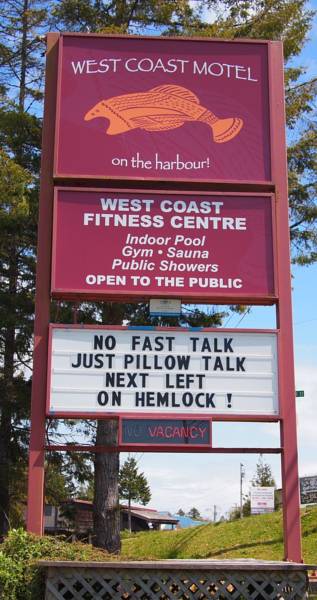 WEST COAST MOTEL
on the harbour!
WEST COAST
FITNESS CENTRE
Indoor Pool
Gym • Sauna
Public Showers
OPEN TO THE PUBLIC
NO FAST TALK
JUST PILLOW TALK
NEXT LEFT
ON HEMLOCK !
NO VACANCY